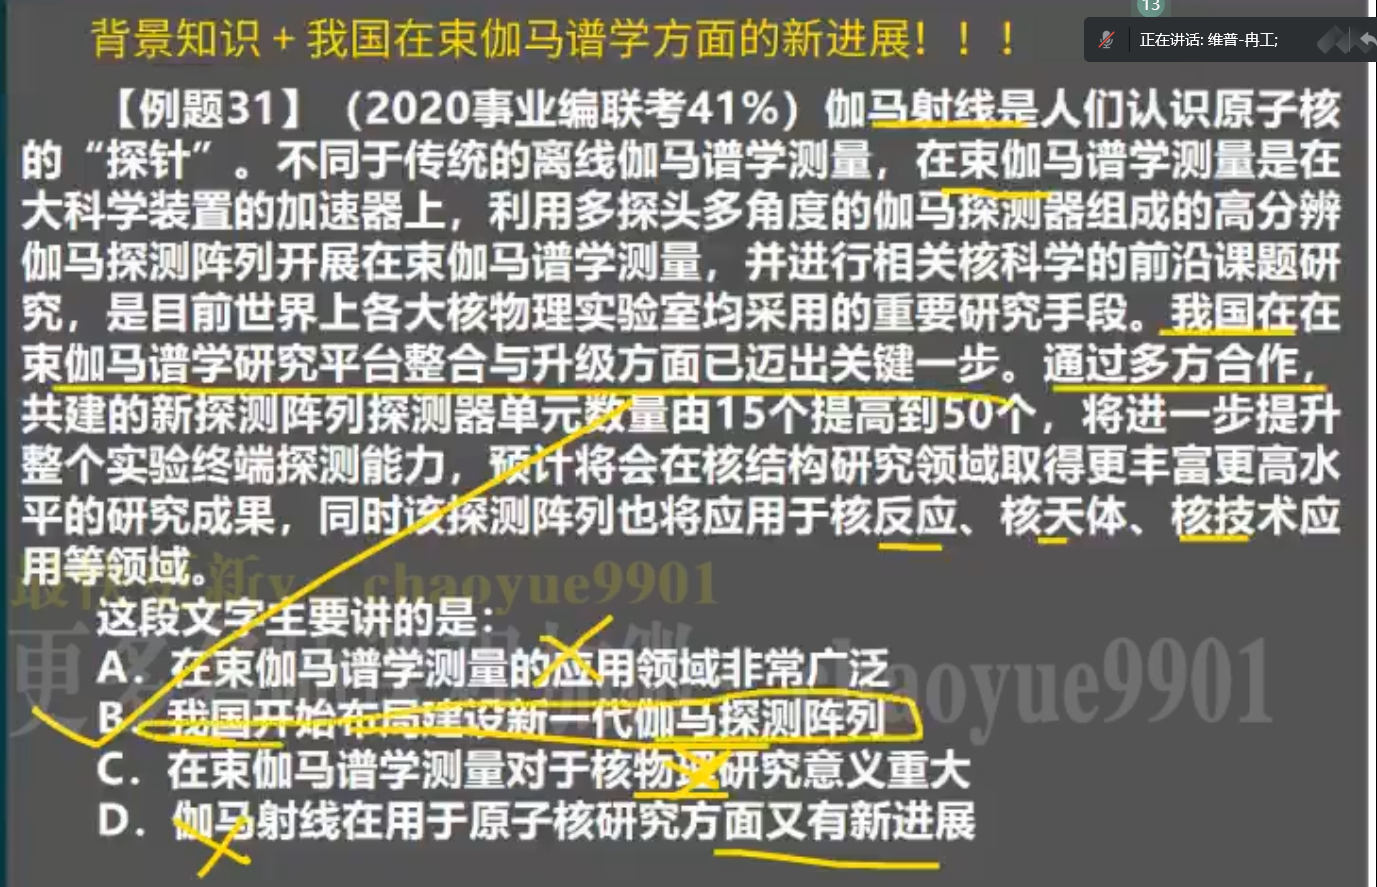 13
正在讲话: 维普-冉工;
背景知识+我国在束伽马谱学方面的新进展！！！
【例题31】（2020事业编联考41%）伽马射线是人们认识原子核
的“探针”。不同于传统的离线伽马谱学测量，在束伽马谱学测量是在
大科学装置的加速器上，利用多探头多角度的伽马探测器组成的高分辨
伽马探测阵列开展在束伽马谱学测量，并进行相关核科学的前沿课题研
究，是目前世界上各大核物理实验室均采用的重要研究手段。我国在在
束伽马谱学研究平台整合与升级方面已迈出关键一步。通过多方合作，
共建的新探测阵列探测器单元数量由15个提高到50个，将进一步提升
整个实验终端探测能力，预计将会在核结构研究领域取得更丰富更高水
平的研究成果，同时该探测阵列也将应用于核反应、核天体、核技术应
用等领域。
chaoyue9901
这段文字主要讲的是：
A．在束伽马谱学测量的应用领域非常广泛
B．我国开始布局建设新一代伽马探测阵列
haoyue9901
C．在束伽马谱学测量对于核物理研究意义重大
D．伽马射线在用于原子核研究方面又有新进展